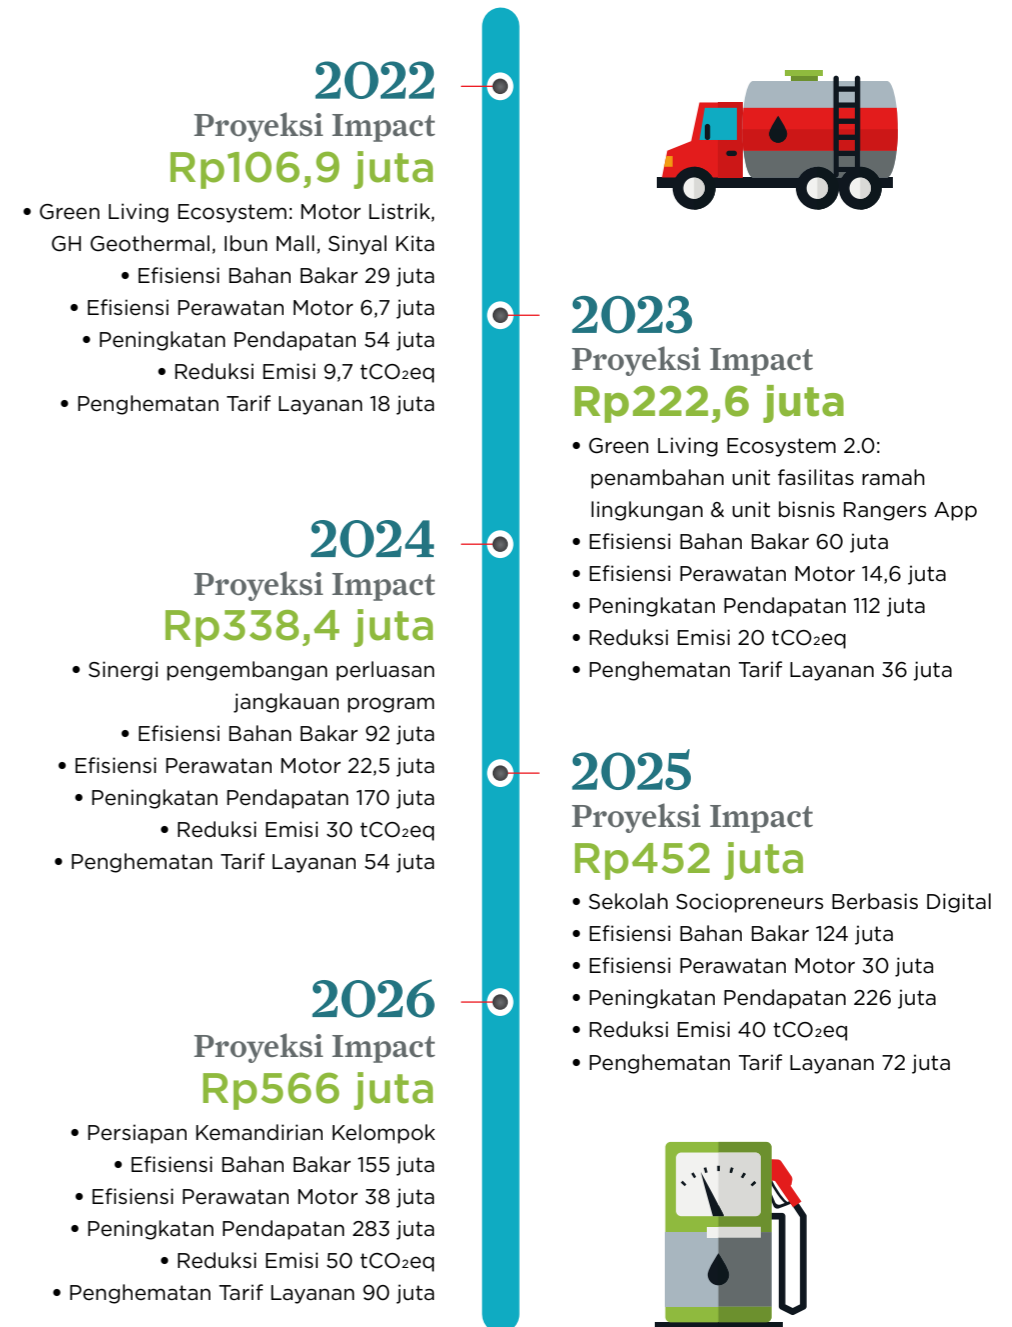 2022
Proyeksi Impact
Rp106,9 juta
• Green Living Ecosystem: Motor Listrik,
GH Geothermal, Ibun Mall, Sinyal Kita
• Efisiensi Bahan Bakar 29 juta
• Efisiensi Perawatan Motor 6,7 juta
• Peningkatan Pendapatan 54 juta
• Reduksi Emisi 9,7 tCO₂eq
• Penghematan Tarif Layanan 18 juta
2023
Proyeksi Impact
Rp222,6 juta
• Green Living Ecosystem 2.0:
penambahan unit fasilitas ramah
lingkungan & unit bisnis Rangers App
• Efisiensi Bahan Bakar 60 juta
• Efisiensi Perawatan Motor 14,6 juta
• Peningkatan Pendapatan 112 juta
• Reduksi Emisi 20 tCO₂eq
• Penghematan Tarif Layanan 36 juta
2024
Proyeksi Impact
Rp338,4 juta
• Sinergi pengembangan perluasan
jangkauan program
• Efisiensi Bahan Bakar 92 juta
• Efisiensi Perawatan Motor 22,5 juta
• Peningkatan Pendapatan 170 juta
• Reduksi Emisi 30 tCO₂eq
• Penghematan Tarif Layanan 54 juta
2025
Proyeksi Impact
Rp452 juta
• Sekolah Sociopreneurs Berbasis Digital
• Efisiensi Bahan Bakar 124 juta
• Efisiensi Perawatan Motor 30 juta
• Peningkatan Pendapatan 226 juta
• Reduksi Emisi 40 tCO₂eq
• Penghematan Tarif Layanan 72 juta
2026
Proyeksi Impact
Rp566 juta
• Persiapan Kemandirian Kelompok
• Efisiensi Bahan Bakar 155 juta
• Efisiensi Perawatan Motor 38 juta
• Peningkatan Pendapatan 283 juta
• Reduksi Emisi 50 tCO₂eq
• Penghematan Tarif Layanan 90 juta